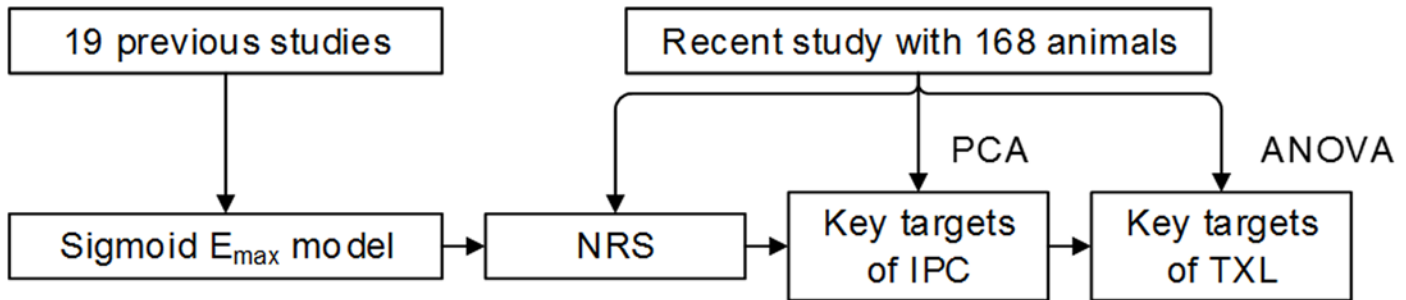 19 previous studies
Recent study with 168 animals
PCA
ANOVA
Sigmoid Emax model
NRS
Key targets
of IPC
Key targets
of TXL